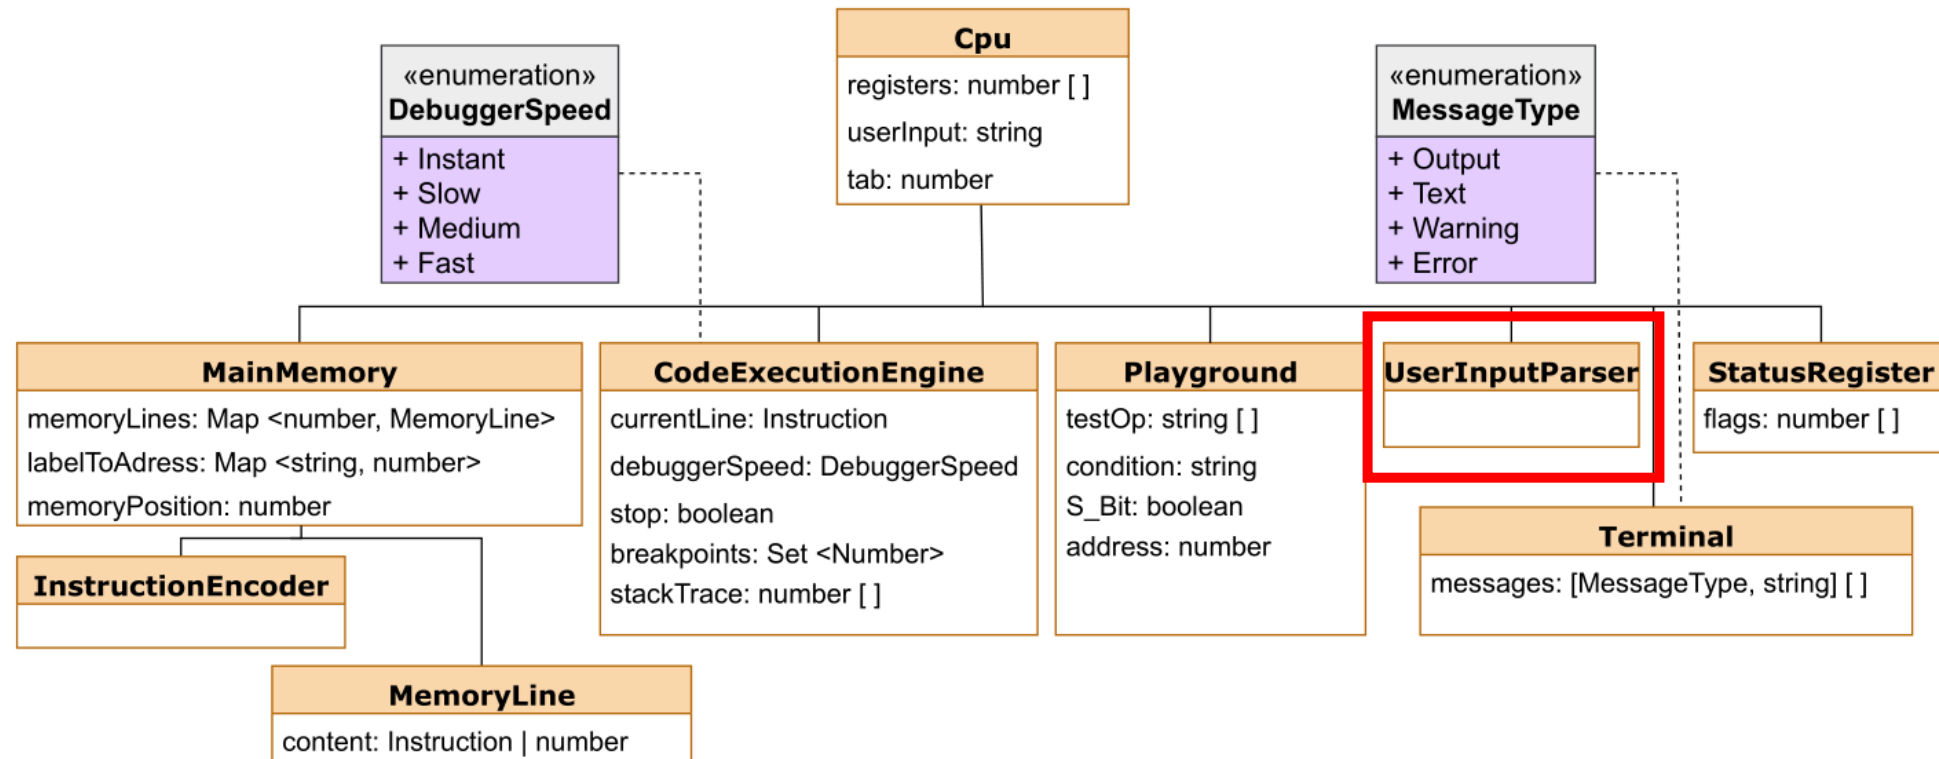 Cpu
registers: number [ ]
userInput: string
tab: number
«enumeration»
DebuggerSpeed
+ Instant
+ Slow
+ Medium
+ Fast
«enumeration»
MessageType
+ Output
+ Text
+ Warning
+ Error
MainMemory
memoryLines: Map <number, MemoryLine>
labelToAdress: Map <string, number>
memoryPosition: number
CodeExecutionEngine
currentLine: Instruction
debuggerSpeed: DebuggerSpeed
stop: boolean
breakpoints: Set <Number>
stackTrace: number [ ]
Playground
testOp: string [ ]
condition: string
S_Bit: boolean
address: number
UserInputParser
StatusRegister
flags: number [ ]
Terminal
messages: [MessageType, string] [ ]
InstructionEncoder
MemoryLine
content: Instruction | number